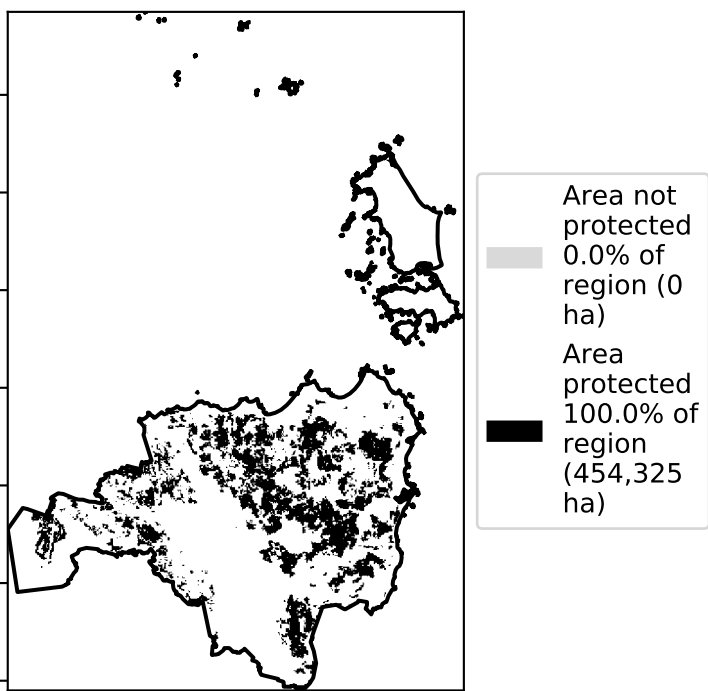 Area not
protected
0.0% of
region (0
ha)
Area
protected
100.0% of
region
(454,325
ha)